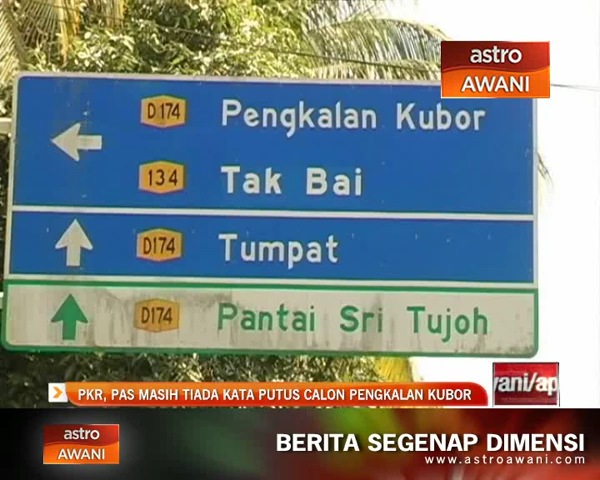 astro
AWANI
D174 Pengkalan Kubor
134 Tak Bai
D174 Tumpat
D174 Pantai Sri Tujoh
PKR, PAS MASIH TIADA KATA PUTUS CALON PENGKALAN KUBOR
vani/ap
astro
AWANI
BERITA SEGENAP DIMENSI
www.astroawani.com